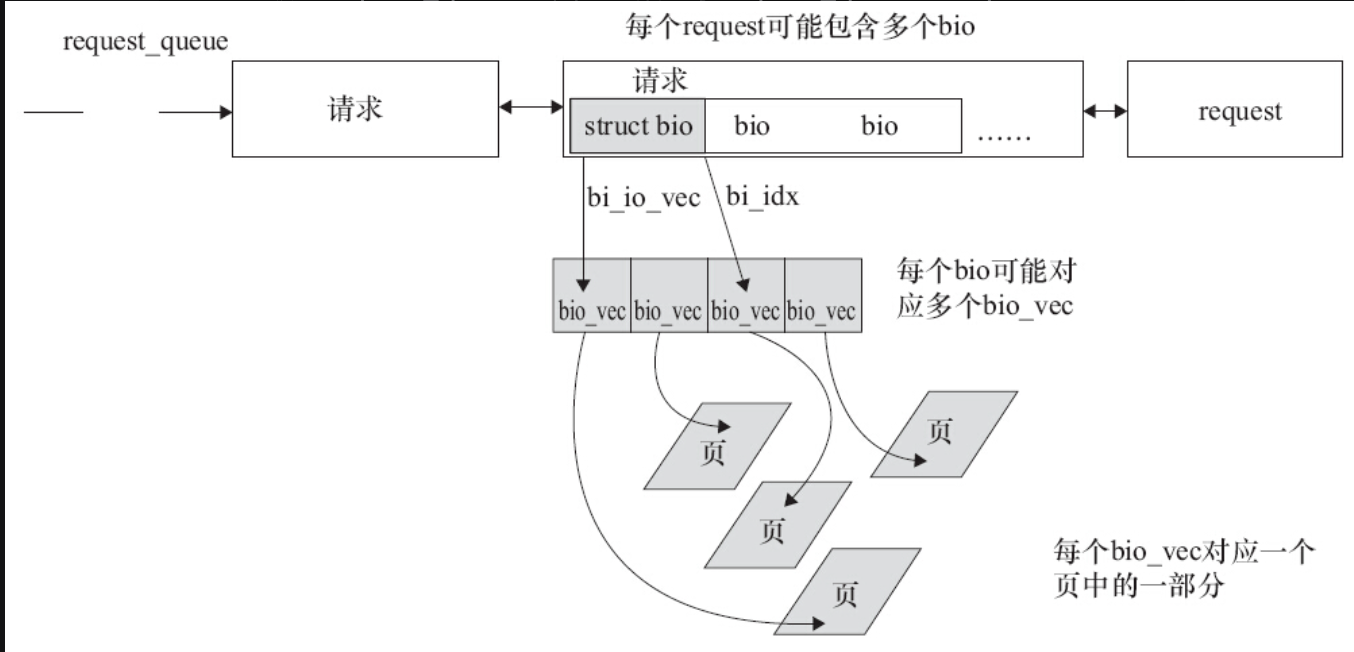 每个request可能包含多个bio
request_queue
请求
请求
struct bio
bio
bio
......
request
bi_io_vec
bi_idx
bio_vec
bio_vec
bio_vec
bio_vec
每个bio可能对
应多个bio_vec
页
页
页
页
每个bio_vec对应一个
页中的一部分